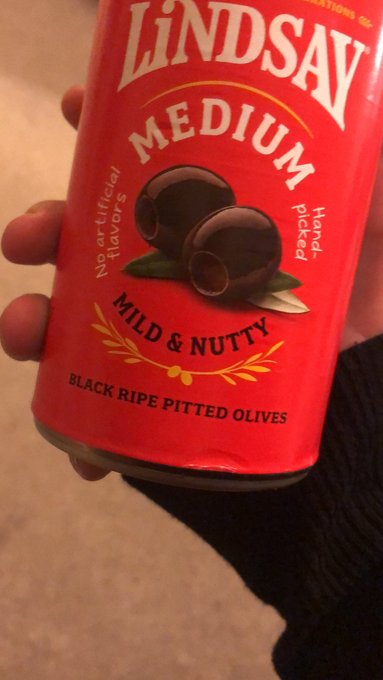 LiNDSAY
MEDIUM
No artificial
flavors
Hand-
picked
MILD & NUTTY
BLACK RIPE PITTED OLIVES